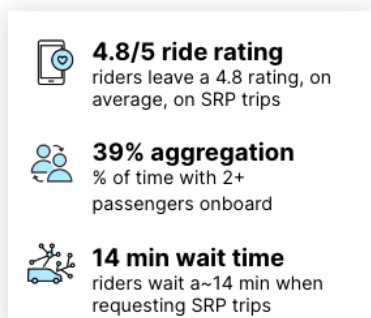 4.8/5 ride rating
riders leave a 4.8 rating, on
average, on SRP trips
39% aggregation
% of time with 2+
passengers onboard
14 min wait time
riders wait a~14 min when
requesting SRP trips